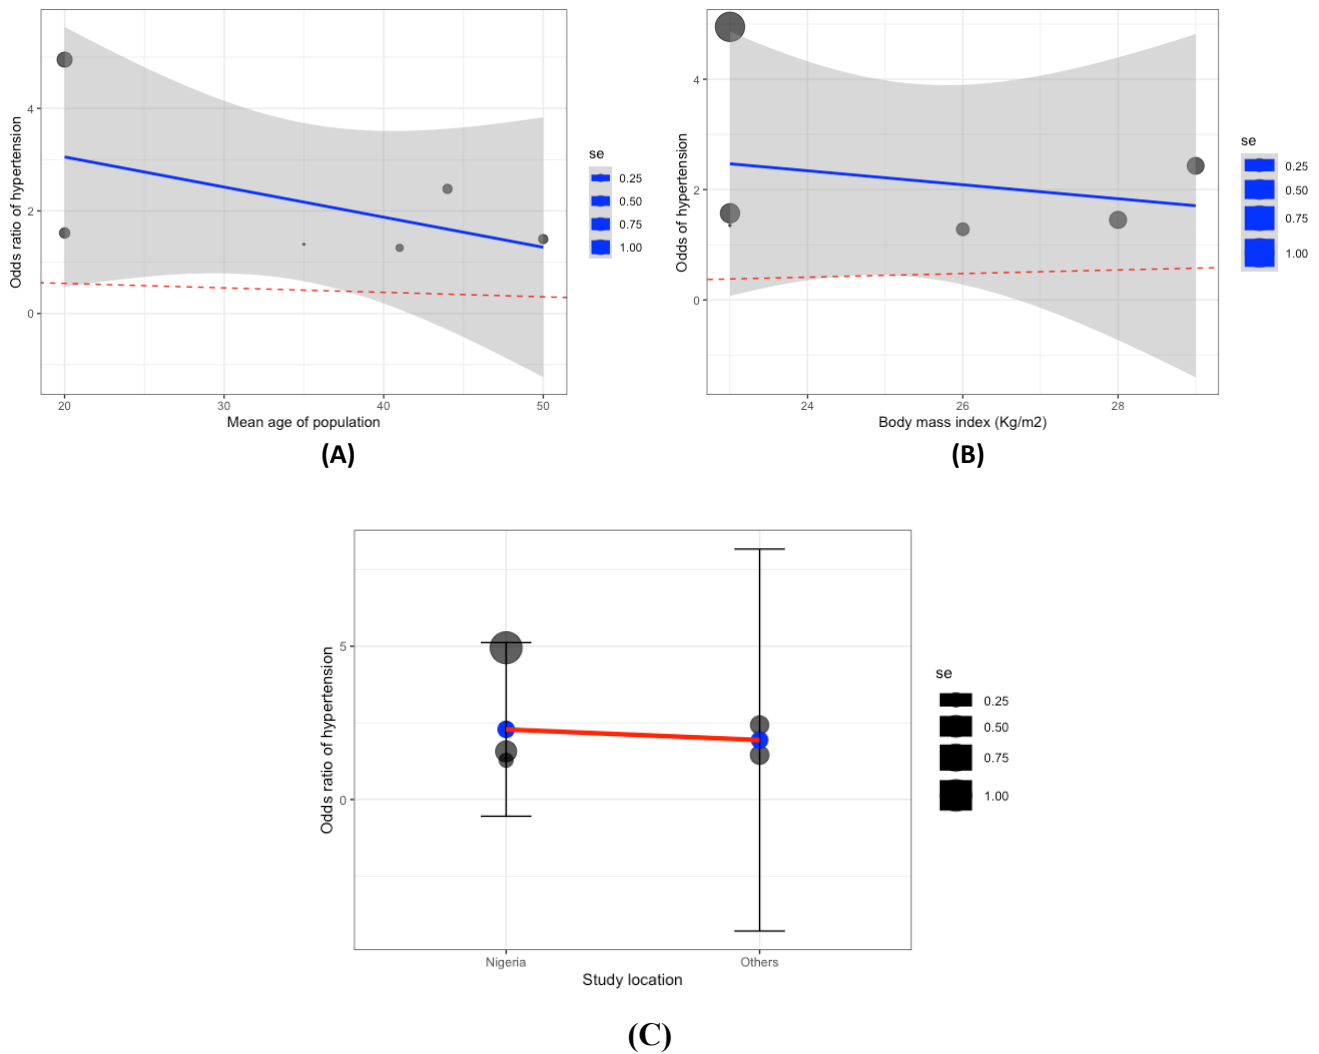 Odds ratio of hypertension
4
2
0
20
30
40
50
Mean age of population
se
0.25
0.50
0.75
1.00
(A)
Odds of hypertension
4
2
0
24
26
28
Body mass index (Kg/m2)
se
0.25
0.50
0.75
1.00
(B)
Odds ratio of hypertension
5
0
Nigeria
Others
Study location
se
0.25
0.50
0.75
1.00
(C)